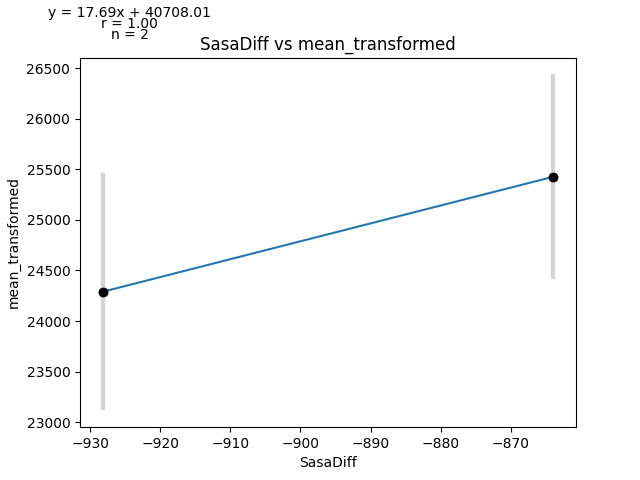 y = 17.69x + 40708.01
r = 1.00
n = 2
SasaDiff vs mean_transformed
26500
26000
25500
25000
24500
24000
23500
23000
mean_transformed
−930 −920 −910 −900 −890 −880 −870
SasaDiff